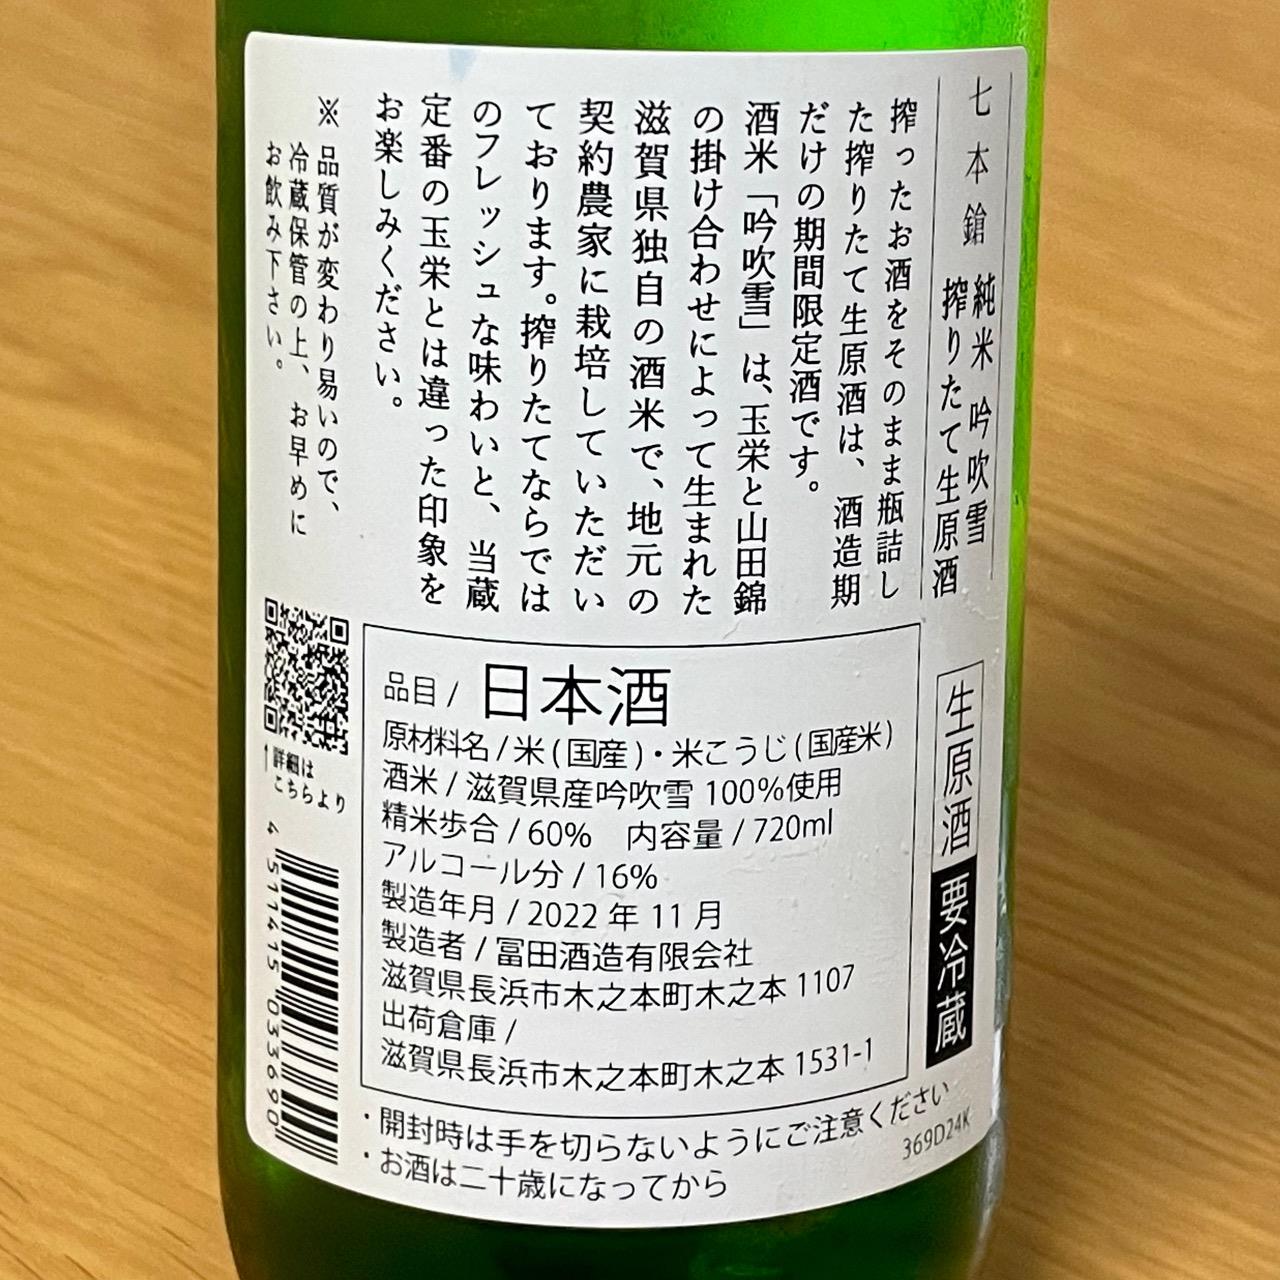 七本鎗 純米 吟吹雪
搾りたて生原酒
搾ったお酒をそのまま瓶詰し
た搾りたて生原酒は、酒造期
だけの期間限定酒です。
酒米「吟吹雪」は、玉栄と山田錦
の掛け合わせによって生まれた
滋賀県独自の酒米で、地元の
契約農家に栽培していただい
ております。搾りたてならでは
のフレッシュな味わいと、当蔵
定番の玉栄とは違った印象を
お楽しみください。
※品質が変わり易いので、
冷蔵保管の上、お早めに
お飲み下さい。
生原酒 要冷蔵
品目 / 日本酒
原材料名 / 米 (国産)・米こうじ (国産米)
酒米 / 滋賀県産吟吹雪 100%使用
精米歩合 / 60% 内容量 / 720ml
アルコール分 / 16%
製造年月 / 2022 年 11 月
製造者 / 冨田酒造有限会社
滋賀県長浜市木之本町木之本 1107
出荷倉庫 /
滋賀県長浜市木之本町木之本 1531-1
↑詳細は
こちらより
4 511415 033690
・開封時は手を切らないようにご注意ください
・お酒は二十歳になってから
369D24K